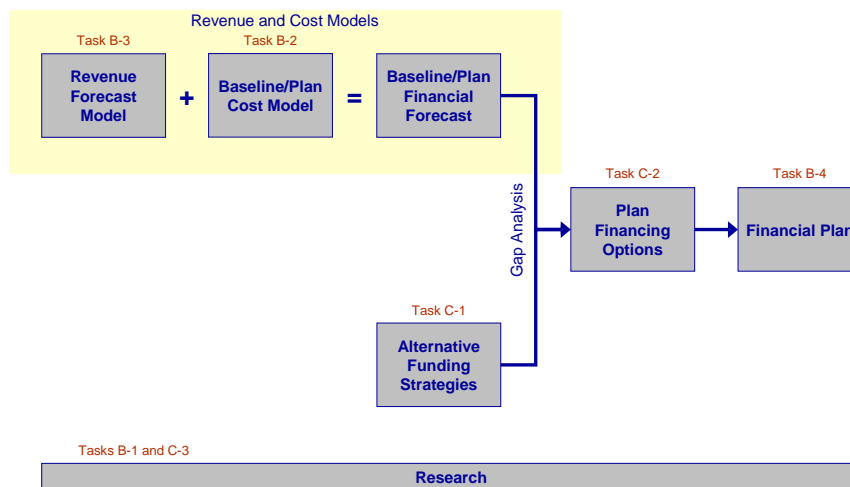 Revenue and Cost Models
Task B-3
Task B-2
Revenue
Forecast
Model
+
Baseline/Plan
Cost Model
=
Baseline/Plan
Financial
Forecast
Gap Analysis
Task C-2
Task B-4
Plan
Financing
Options
Financial Plan
Task C-1
Alternative
Funding
Strategies
Tasks B-1 and C-3
Research